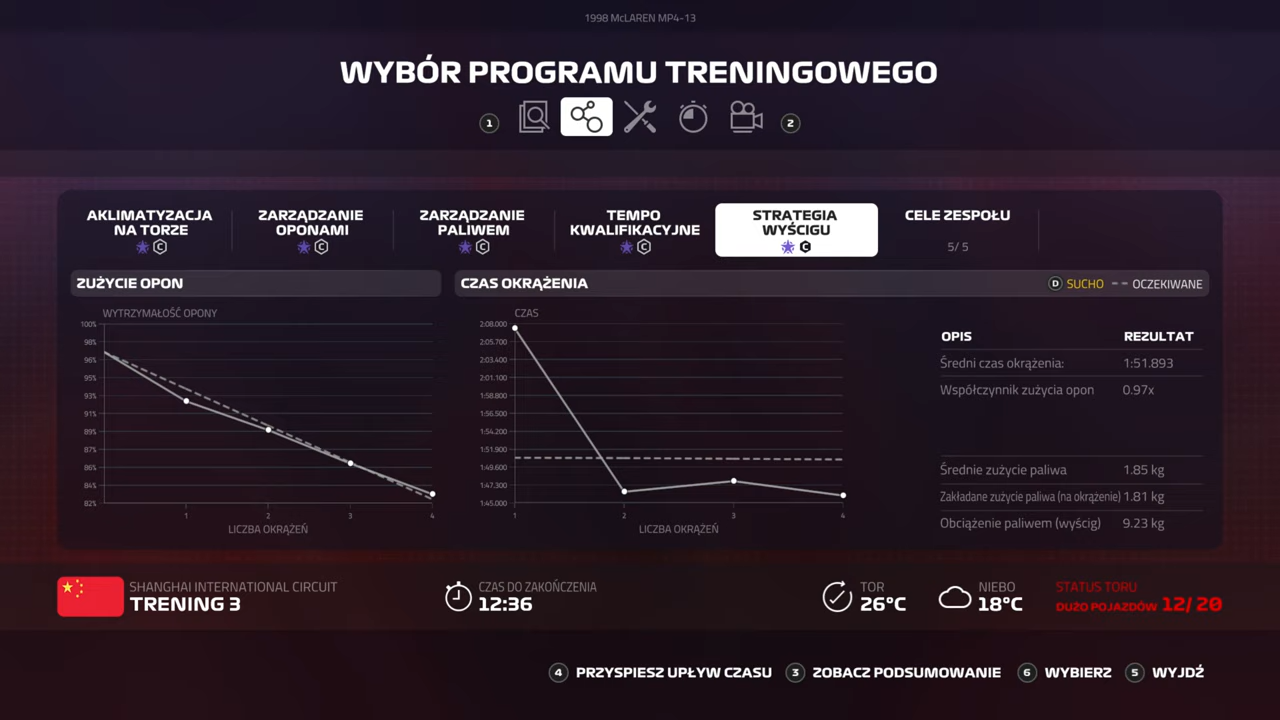 1998 McLAREN MP4-13
WYBÓR PROGRAMU TRENINGOWEGO
1
2
AKLIMATYZACJA
NA TORZE
C
ZARZĄDZANIE
OPONAMI
C
ZARZĄDZANIE
PALIWEM
C
TEMPO
KWALIFIKACYJNE
C
STRATEGIA
WYŚCIGU
C
CELE ZESPOŁU
5/ 5
ZUŻYCIE OPON
WYTRZYMAŁOŚĆ OPONY
100%
98%
96%
95%
93%
91%
89%
87%
86%
84%
82%
1 2 3 4
LICZBA OKRĄŻEŃ
CZAS OKRĄŻENIA
D SUCHO -- OCZEKIWANE
CZAS
2:08.000
2:05.700
2:03.400
2:01.100
1:58.800
1:56.500
1:54.200
1:51.900
1:49.600
1:47.300
1:45.000
1 2 3 4
LICZBA OKRĄŻEŃ
OPIS REZULTAT
Średni czas okrążenia: 1:51.893
Współczynnik zużycia opon 0.97x
Średnie zużycie paliwa 1.85 kg
Zakładane zużycie paliwa (na okrążenie) 1.81 kg
Obciążenie paliwem (wyścig) 9.23 kg
SHANGHAI INTERNATIONAL CIRCUIT
TRENING 3
CZAS DO ZAKOŃCZENIA
12:36
TOR
26°C
NIEBO
18°C
STATUS TORU
DUŻO POJAZDÓW 12/ 20
4 PRZYSPIESZ UPŁYW CZASU
3 ZOBACZ PODSUMOWANIE
6 WYBIERZ
5 WYJDŹ